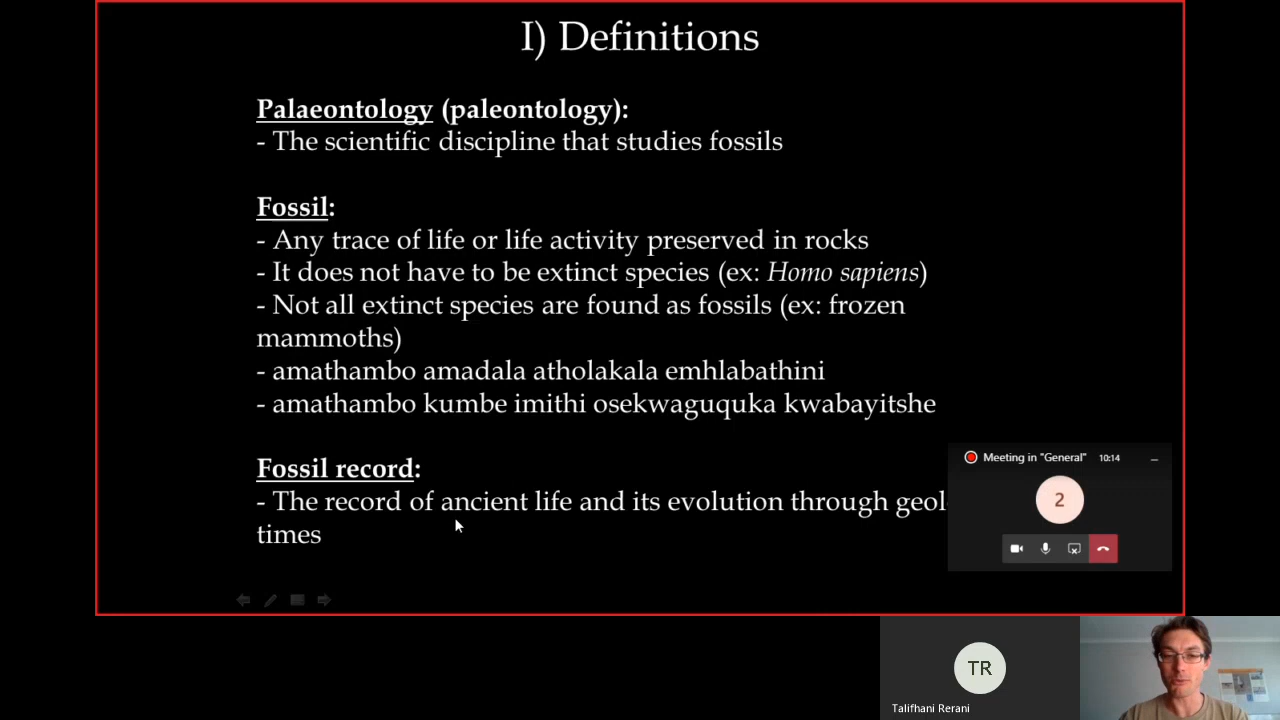 I) Definitions
Palaeontology (paleontology):
- The scientific discipline that studies fossils
Fossil:
- Any trace of life or life activity preserved in rocks
- It does not have to be extinct species (ex: Homo sapiens)
- Not all extinct species are found as fossils (ex: frozen
mammoths)
- amathambo amadala atholakala emhlabathini
- amathambo kumbe imithi osekwaguquka kwabayitshe
Fossil record:
- The record of ancient life and its evolution through geol
times
Meeting in "General" 10:14
2
TR
Talifhani Rerani